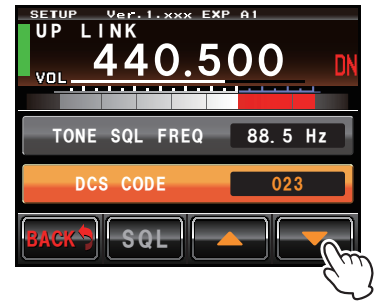 SETUP Ver.1.xxx EXP A1
UP LINK
VOL 440.500 DN
TONE SQL FREQ 88.5 Hz
DCS CODE 023
BACK SQL